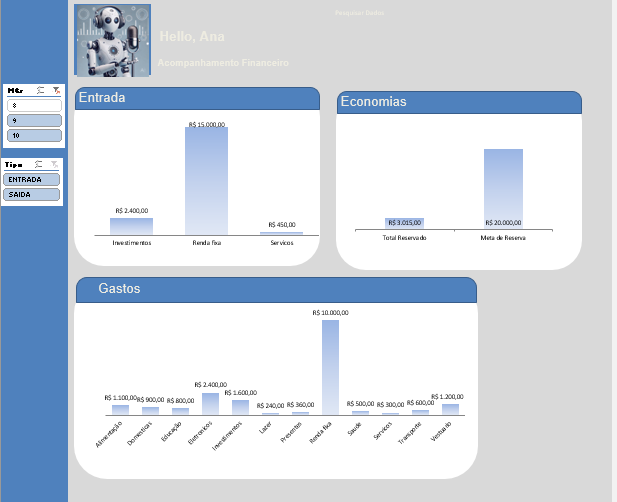 Pesquisar dados
Hello, Ana
Acompanhamento Financeiro
Mês
8
9
10
Tipo
ENTRADA
SAIDA
Entrada
R$ 15.000,00
R$ 2.400,00
R$ 450,00
Investimentos
Renda fixa
Servicos
Economias
R$ 3.015,00
R$ 20.000,00
Total Reservado
Meta de Reserva
Gastos
R$ 10.000,00
R$ 1.100,00
R$ 900,00
R$ 800,00
R$ 2.400,00
R$ 1.600,00
R$ 240,00
R$ 360,00
R$ 500,00
R$ 300,00
R$ 600,00
R$ 1.200,00
Alimentação
Domesticas
Educação
Eletronicos
Investimentos
Lazer
Presentes
Renda fixa
Saude
Servicos
Transporte
Vestuario